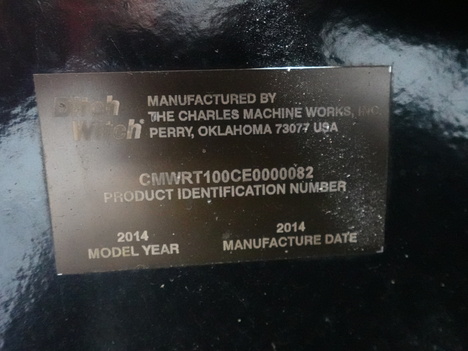 Ditch
Witch®
MANUFACTURED BY
THE CHARLES MACHINE WORKS, INC.
PERRY, OKLAHOMA 73077 USA
CMWRT100CE0000082
PRODUCT IDENTIFICATION NUMBER
2014
MODEL YEAR
2014
MANUFACTURE DATE